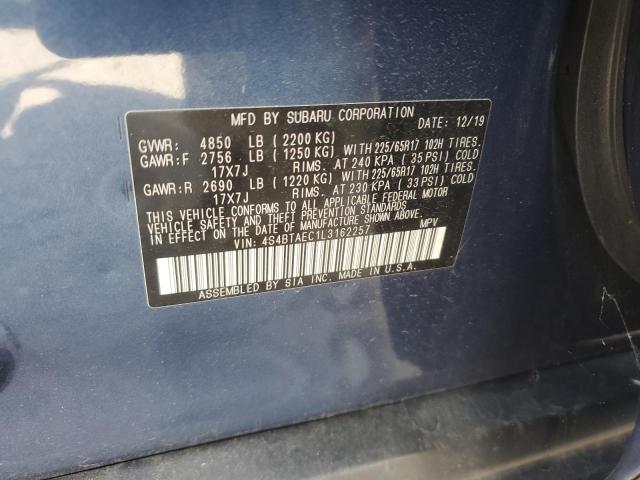 MFD BY SUBARU CORPORATION DATE: 12/19
GVWR: 4850 LB ( 2200 KG)
GAWR:F 2756 LB ( 1250 KG) WITH 225/65R17 102H TIRES.
17X7J RIMS. AT 240 KPA ( 35 PSI) COLD
GAWR:R 2690 LB ( 1220 KG) WITH 225/65R17 102H TIRES.
17X7J RIMS. AT 230 KPA ( 33 PSI) COLD
THIS VEHICLE CONFORMS TO ALL APPLICABLE FEDERAL MOTOR
VEHICLE SAFETY STANDARDS IN EFFECT ON THE DATE OF
MANUFACTURE SHOWN ABOVE.
VIN: 4S4BTAEC1L3162257 MPV
ASSEMBLED BY SIA INC. MADE IN U.S.A.